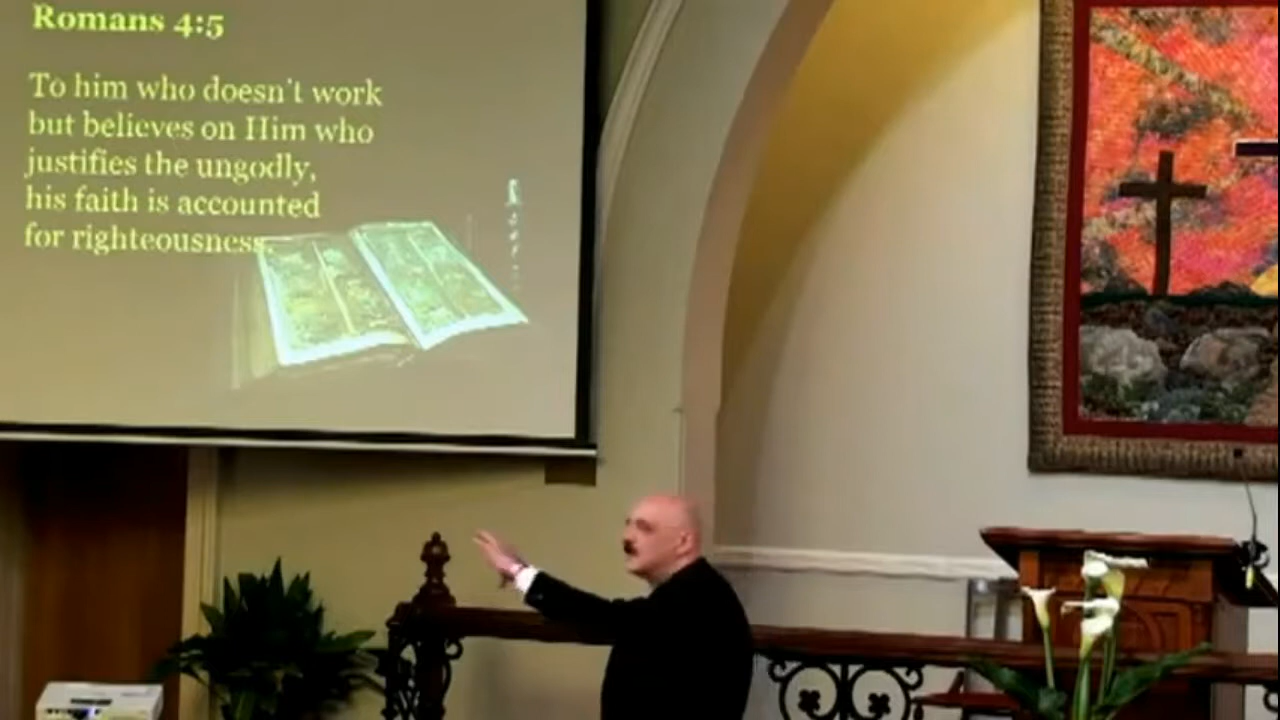 Romans 4:5
To him who doesn't work
but believes on Him who
justifies the ungodly,
his faith is accounted
for righteousness.